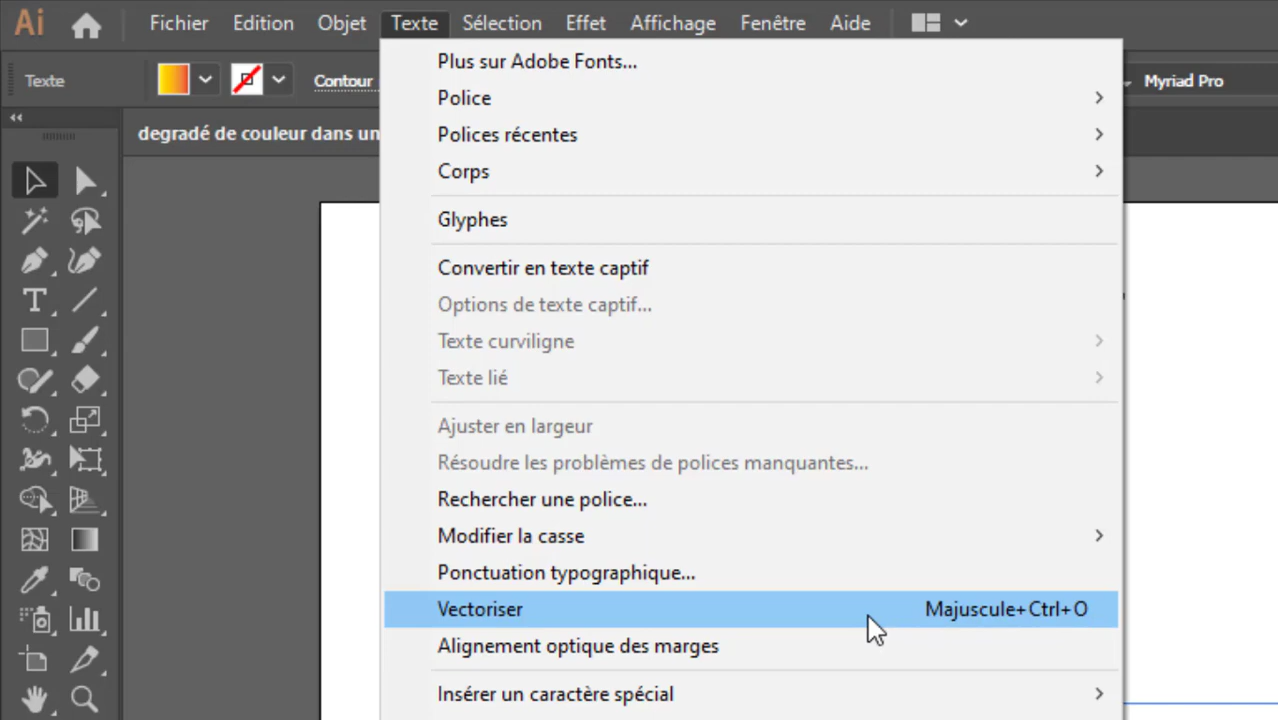 Ai Fichier Edition Objet Texte Sélection Effet Affichage Fenêtre Aide
Texte Contour Myriad Pro
degradé de couleur dans un
Plus sur Adobe Fonts...
Police
Polices récentes
Corps
Glyphes
Convertir en texte captif
Options de texte captif...
Texte curviligne
Texte lié
Ajuster en largeur
Résoudre les problèmes de polices manquantes...
Rechercher une police...
Modifier la casse
Ponctuation typographique...
Vectoriser Majuscule+Ctrl+O
Alignement optique des marges
Insérer un caractère spécial